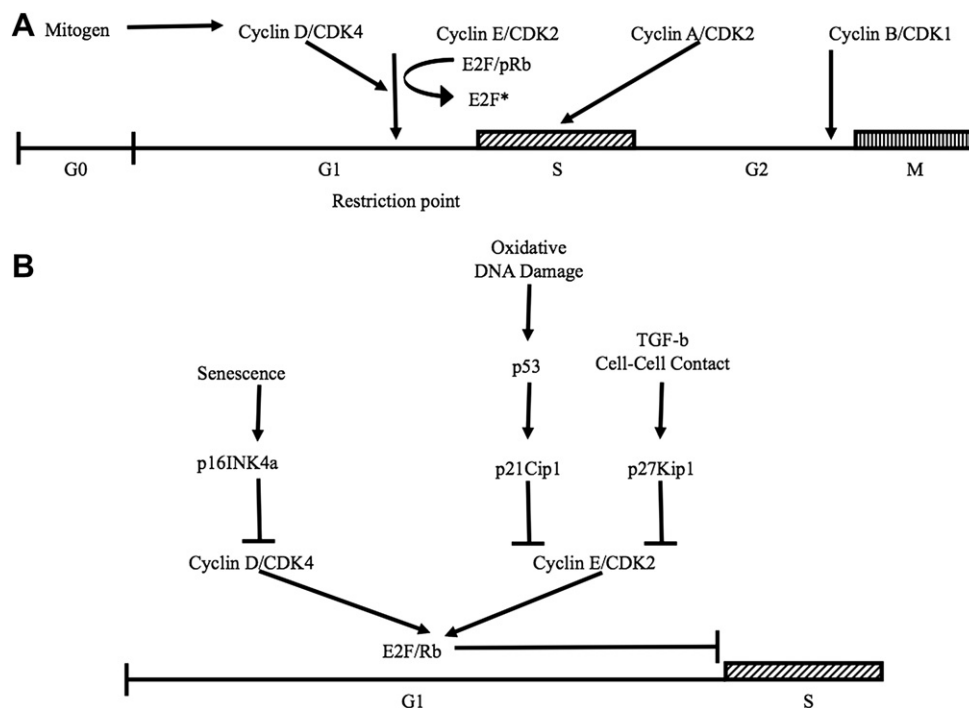 A
Mitogen
Cyclin D/CDK4
Cyclin E/CDK2
Cyclin A/CDK2
Cyclin B/CDK1
E2F/pRb
E2F*
G0
G1
S
G2
M
Restriction point
B
Oxidative
DNA Damage
TGF-b
Cell-Cell Contact
Senescence
p53
p16INK4a
p21Cip1
p27Kip1
Cyclin D/CDK4
Cyclin E/CDK2
E2F/Rb
G1
S